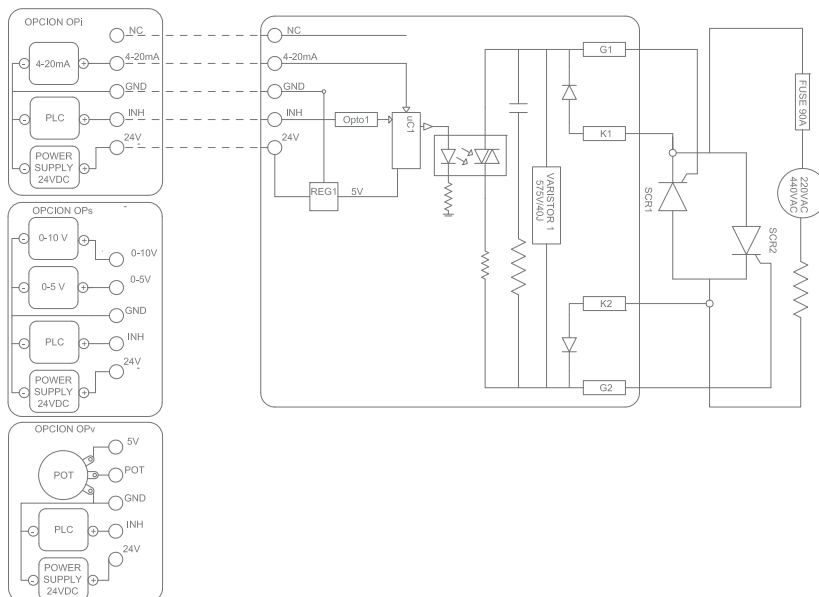 OPCION OPi
NC
4-20mA
4-20mA
GND
PLC
INH
24V
POWER
SUPPLY
24VDC
OPCION OPs
0-10 V
0-10V
0-5 V
0-5V
GND
PLC
INH
24V
POWER
SUPPLY
24VDC
OPCION OPv
5V
POT
POT
GND
PLC
INH
24V
POWER
SUPPLY
24VDC
NC
4-20mA
GND
INH
24V
Opto1
uC1
REG1
5V
VARISTOR 1
575V/40J
G1
K1
K2
G2
SCR1
SCR2
FUSE 90A
220VAC
440VAC